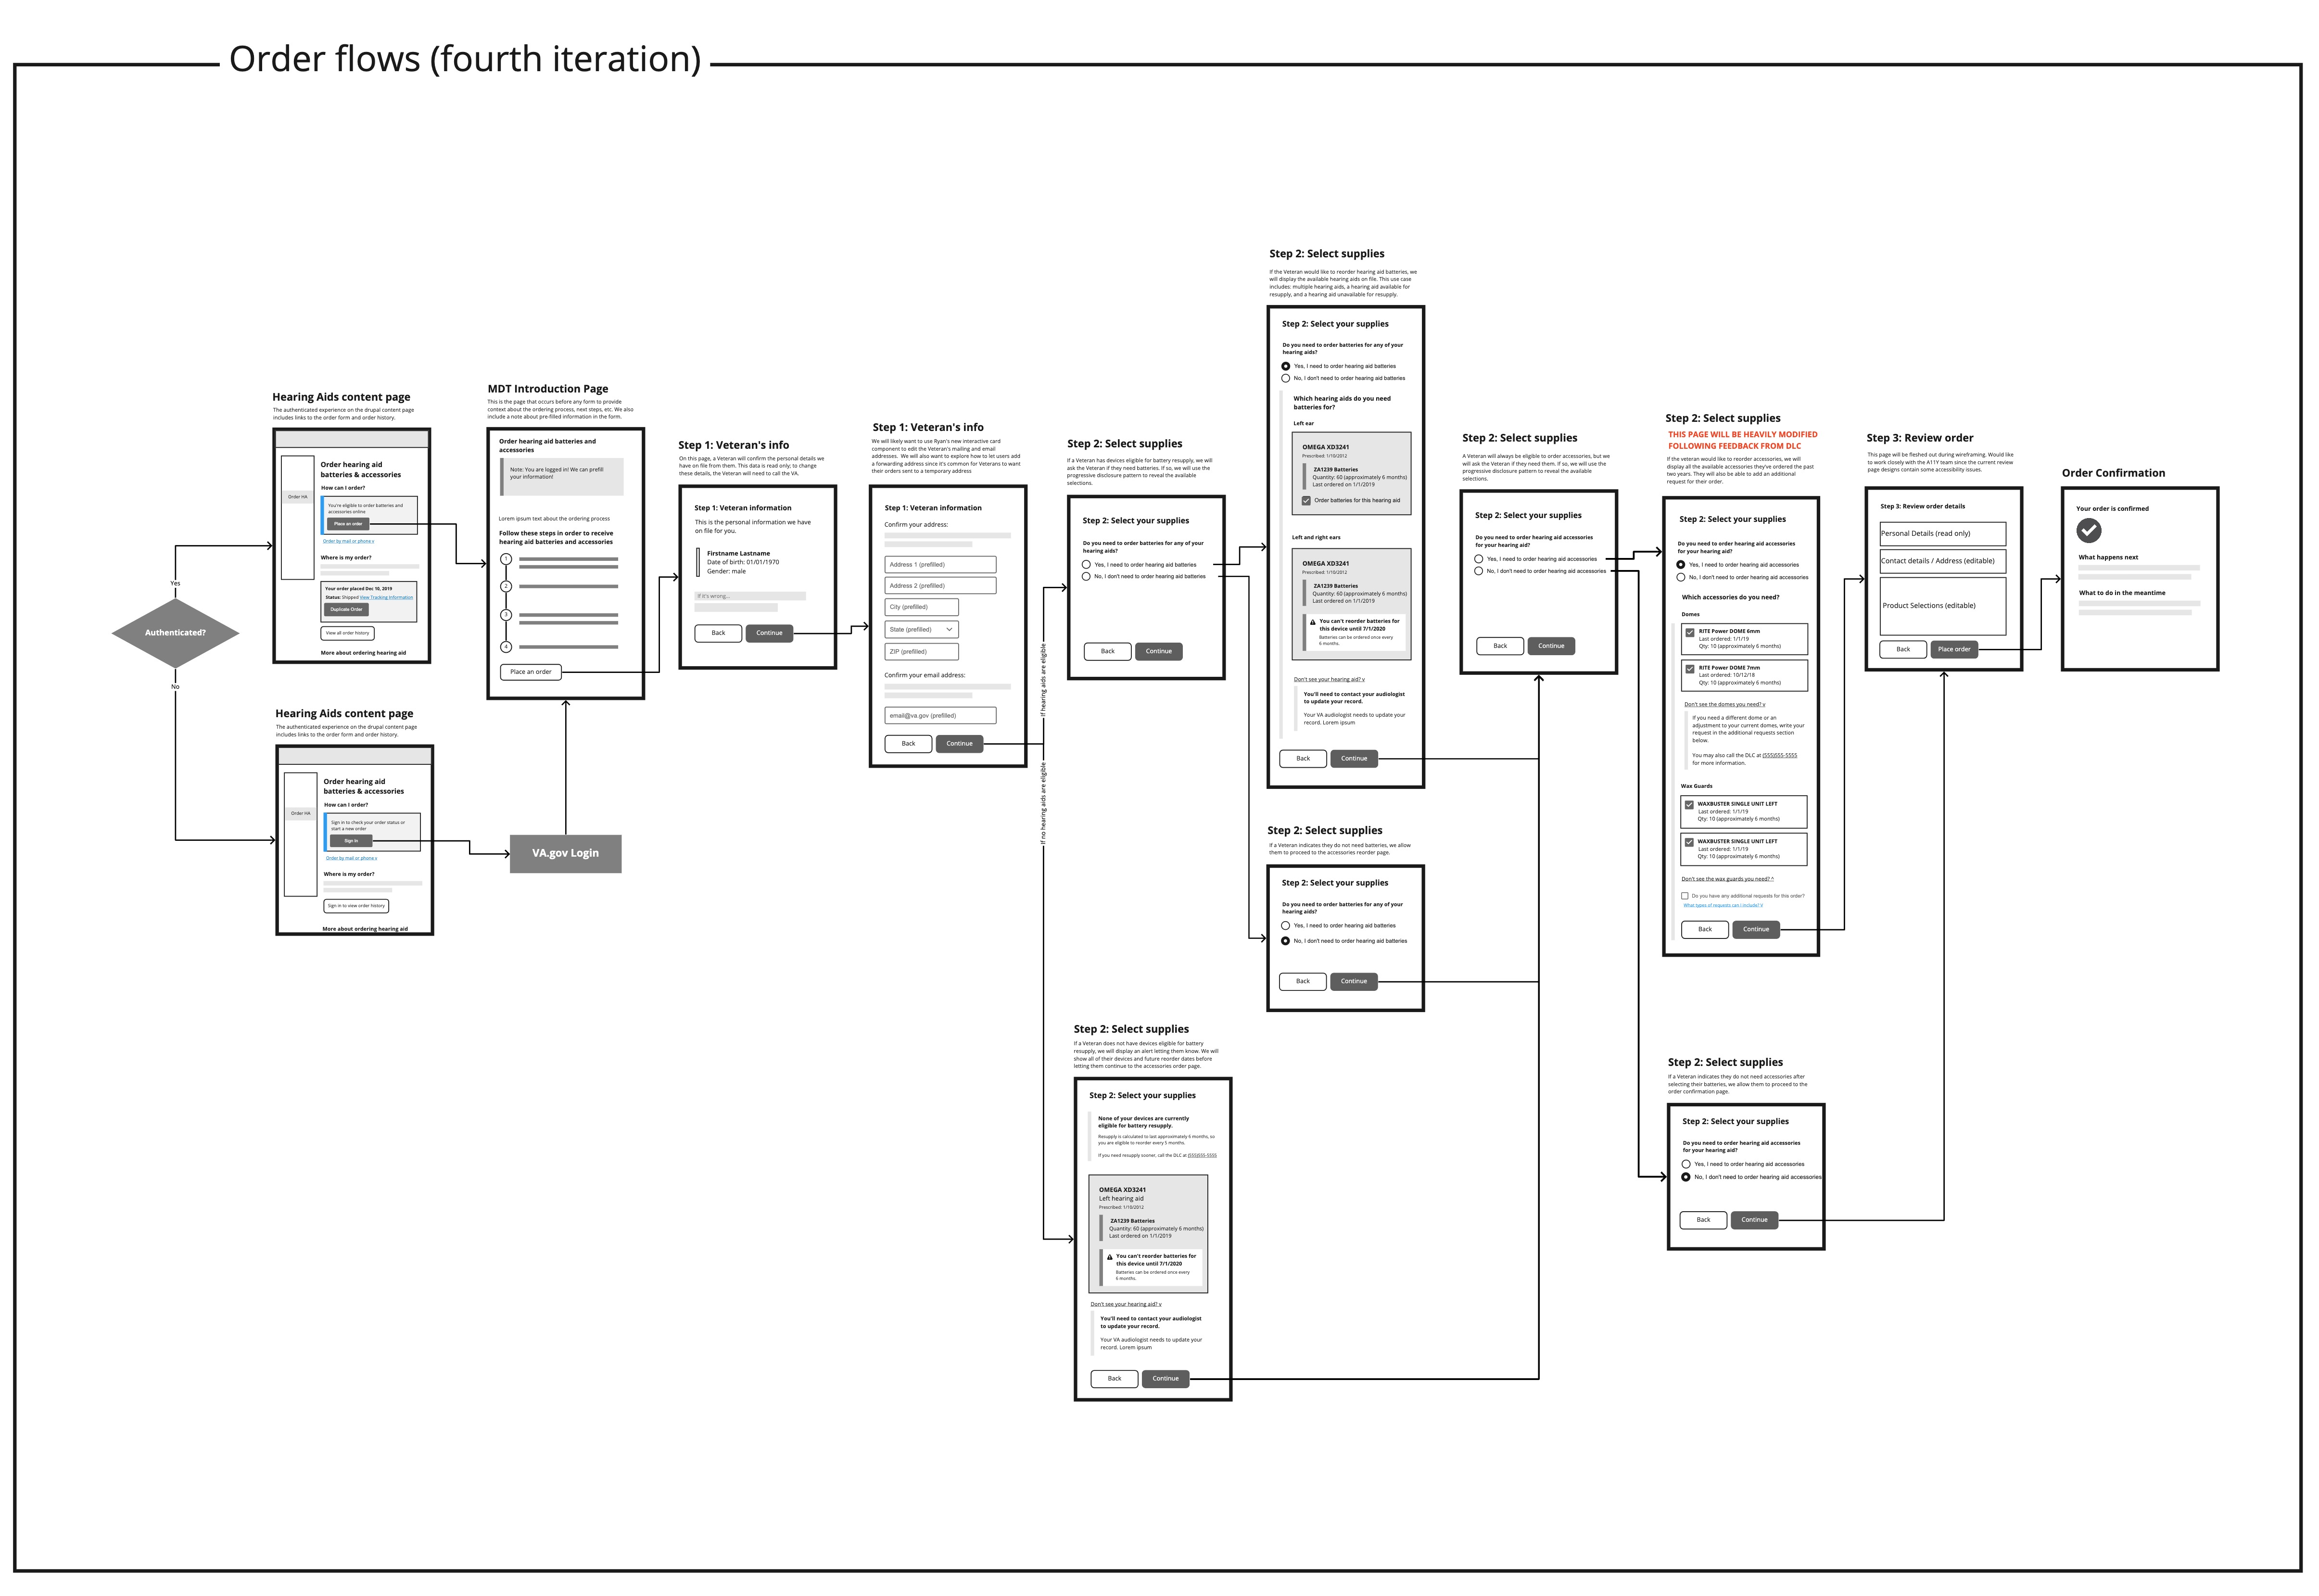 Order flows (fourth iteration)
Authenticated?
Yes
No
Hearing Aids content page
The authenticated experience on the drupal content page
includes links to the order form and order history.
Order HA
Order hearing aid
batteries & accessories
How can I order?
You're eligible to order batteries and
accessories online
Place an order
Order by mail or phone v
Where is my order?
Your order placed Dec 10, 2019
Status: Shipped View Tracking Information
Duplicate Order
View all order history
More about ordering hearing aid
Hearing Aids content page
The authenticated experience on the drupal content page
includes links to the order form and order history.
Order HA
Order hearing aid
batteries & accessories
How can I order?
Sign in to check your order status or
start a new order
Sign in
Order by mail or phone v
Where is my order?
Sign in to view order history
More about ordering hearing aid
VA.gov Login
MDT Introduction Page
This is the page that occurs before any form to provide
context about the ordering process, next steps, etc. We also
include a note about pre-filled information in the form.
Order hearing aid batteries and
accessories
Note: You are logged in! We can prefill
your information!
Lorem ipsum text about the ordering process
Follow these steps in order to receive
hearing aid batteries and accessories
1
2
3
4
Place an order
Step 1: Veteran's info
On this page, a Veteran will confirm the personal details we
have on file from them. This data is read only; to change
these details, the Veteran will need to call the VA.
Step 1: Veteran information
This is the personal information we have
on file for you.
Firstname Lastname
Date of birth: 01/01/1970
Gender: male
If it's wrong...
Back
Continue
Step 1: Veteran's info
We will likely want to use Ryan's new interactive card
component to edit the Veteran's mailing and email
addresses. We will also want to explore how to let users add
a forwarding address since it's common for Veterans to want
their orders sent to a temporary address
Step 1: Veteran information
Confirm your address:
Address 1 (prefilled)
Address 2 (prefilled)
City (prefilled)
State (prefilled)
ZIP (prefilled)
Confirm your email address:
email@va.gov (prefilled)
Back
Continue
If hearing aids are eligible
If no hearing aids are eligible
Step 2: Select supplies
If a Veteran has devices eligible for battery resupply, we will
ask the Veteran if they need batteries. If so, we will use the
progressive disclosure pattern to reveal the available
selections.
Step 2: Select your supplies
Do you need to order batteries for any of your
hearing aids?
Yes, I need to order hearing aid batteries
No, I don't need to order hearing aid batteries
Back
Continue
Step 2: Select supplies
If a Veteran does not have devices eligible for battery
resupply, we will display an alert letting them know. We will
show all of their devices and future reorder dates before
letting them continue to the accessories order page.
Step 2: Select your supplies
None of your devices are currently
eligible for battery resupply.
Resupply is calculated to last approximately 6 months, so
you are eligible to reorder every 5 months.
If you need resupply sooner, call the DLC at (555)555-5555
OMEGA XD3241
Left hearing aid
Prescribed: 1/10/2012
ZA1239 Batteries
Quantity: 60 (approximately 6 months)
Last ordered on 1/1/2019
You can't reorder batteries for
this device until 7/1/2020
Batteries can be ordered once every
6 months.
Don't see your hearing aid? v
You'll need to contact your audiologist
to update your record.
Your VA audiologist needs to update your
record. Lorem ipsum
Back
Continue
Step 2: Select supplies
If the Veteran would like to reorder hearing aid batteries, we
will display the available hearing aids on file. This use case
includes: multiple hearing aids, a hearing aid available for
resupply, and a hearing aid unavailable for resupply.
Step 2: Select your supplies
Do you need to order batteries for any of your
hearing aids?
Yes, I need to order hearing aid batteries
No, I don't need to order hearing aid batteries
Which hearing aids do you need
batteries for?
Left ear
OMEGA XD3241
Prescribed: 1/10/2012
ZA1239 Batteries
Quantity: 60 (approximately 6 months)
Last ordered on 1/1/2019
Order batteries for this hearing aid
Left and right ears
OMEGA XD3241
Prescribed: 1/10/2012
ZA1239 Batteries
Quantity: 60 (approximately 6 months)
Last ordered on 1/1/2019
You can't reorder batteries for
this device until 7/1/2020
Batteries can be ordered once every
6 months.
Don't see your hearing aid? v
You'll need to contact your audiologist
to update your record.
Your VA audiologist needs to update your
record. Lorem ipsum
Back
Continue
Step 2: Select supplies
If a Veteran indicates they do not need batteries, we allow
them to proceed to the accessories reorder page.
Step 2: Select your supplies
Do you need to order batteries for any of your
hearing aids?
Yes, I need to order hearing aid batteries
No, I don't need to order hearing aid batteries
Back
Continue
Step 2: Select supplies
A Veteran will always be eligible to order accessories, but we
will ask the Veteran if they need them. If so, we will use the
progressive disclosure pattern to reveal the available
selections.
Step 2: Select your supplies
Do you need to order hearing aid accessories
for your hearing aid?
Yes, I need to order hearing aid accessories
No, I don't need to order hearing aid accessories
Back
Continue
Step 2: Select supplies
THIS PAGE WILL BE HEAVILY MODIFIED
FOLLOWING FEEDBACK FROM DLC
If the veteran would like to reorder accessories, we will
display all the available accessories they've ordered the past
two years. They will also be able to add an additional
request for their order.
Step 2: Select your supplies
Do you need to order hearing aid accessories
for your hearing aid?
Yes, I need to order hearing aid accessories
No, I don't need to order hearing aid accessories
Which accessories do you need?
Domes
RITE Power DOME 6mm
Last ordered: 1/1/19
Qty: 10 (approximately 6 months)
RITE Power DOME 7mm
Last ordered: 10/12/18
Qty: 10 (approximately 6 months)
Don't see the domes you need? v
If you need a different dome or an
adjustment to your current domes, write your
request in the additional requests section
below.
You may also call the DLC at (555)555-5555
for more information.
Wax Guards
WAXBUSTER SINGLE UNIT LEFT
Last ordered: 1/1/19
Qty: 10 (approximately 6 months)
WAXBUSTER SINGLE UNIT LEFT
Last ordered: 1/1/19
Qty: 10 (approximately 6 months)
Don't see the wax guards you need? ^
Do you have any additional requests for this order?
What types of requests can I include? V
Back
Continue
Step 2: Select supplies
If a Veteran indicates they do not need accessories after
selecting their batteries, we allow them to proceed to the
order confirmation page.
Step 2: Select your supplies
Do you need to order hearing aid accessories
for your hearing aid?
Yes, I need to order hearing aid accessories
No, I don't need to order hearing aid accessories
Back
Continue
Step 3: Review order
This page will be fleshed out during wireframing. Would like
to work closely with the A11Y team since the current review
page designs contain some accessibility issues.
Step 3: Review order details
Personal Details (read only)
Contact details / Address (editable)
Product Selections (editable)
Back
Place order
Order Confirmation
Your order is confirmed
What happens next
What to do in the meantime